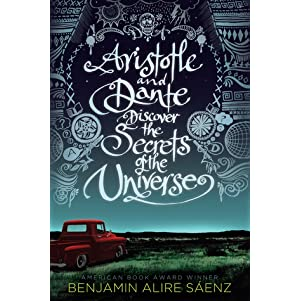 Aristotle
and
Dante
Discover
the
Secrets
of the
Universe
AMERICAN BOOK AWARD WINNER
BENJAMIN ALIRE SÁENZ